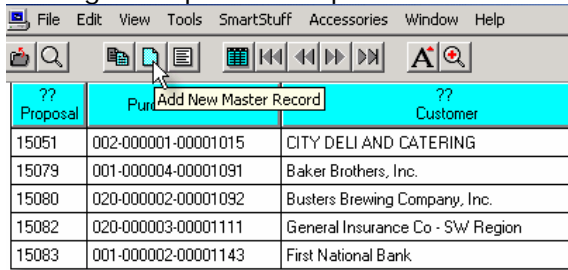 File Edit View Tools SmartStuff Accessories Window Help
Add New Master Record
?? Proposal ?? Customer
15051 002-000001-00001015 CITY DELI AND CATERING
15079 001-000004-00001091 Baker Brothers, Inc.
15081 020-000002-00001092 Busters Brewing Company, Inc.
15082 020-000003-00001111 General Insurance Co - SW Region
15083 001-000002-00001143 First National Bank